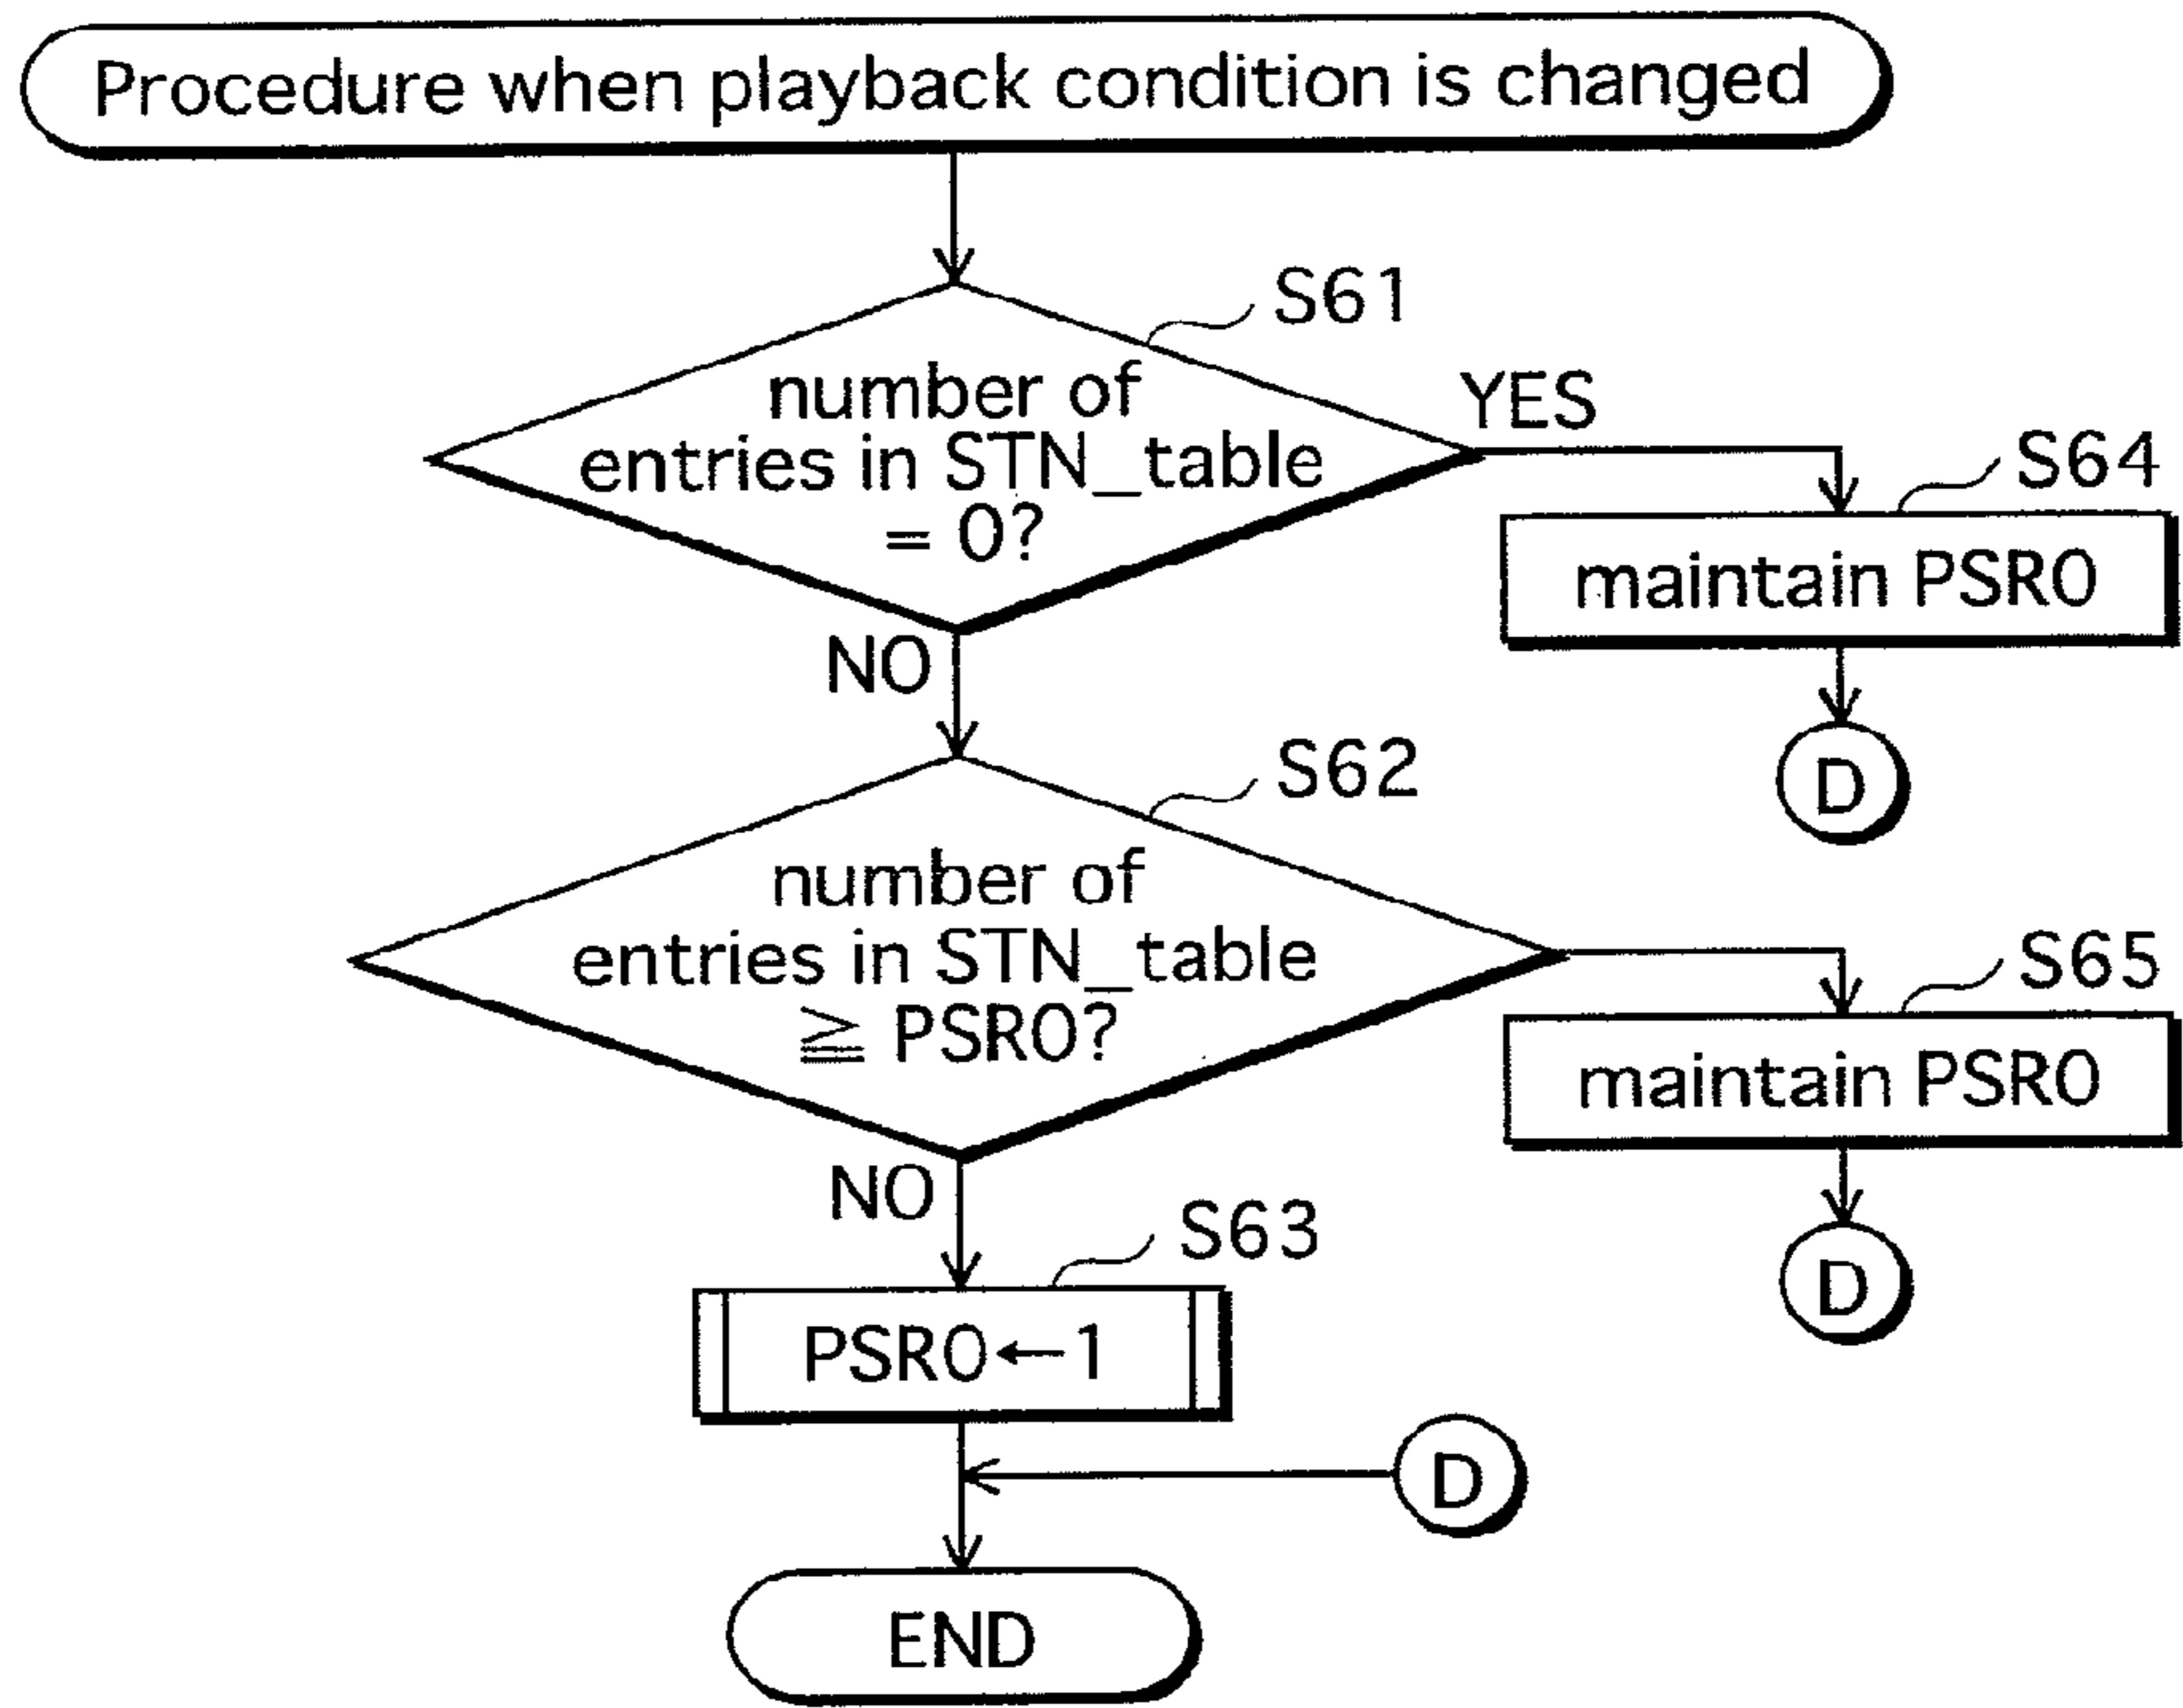 Procedure when playback condition is changed
S61
number of
entries in STN_table
= 0?
YES
S64
maintain PSR0
D
NO
S62
number of
entries in STN_table
≧ PSR0?
S65
maintain PSR0
D
NO
S63
PSR0←1
D
END